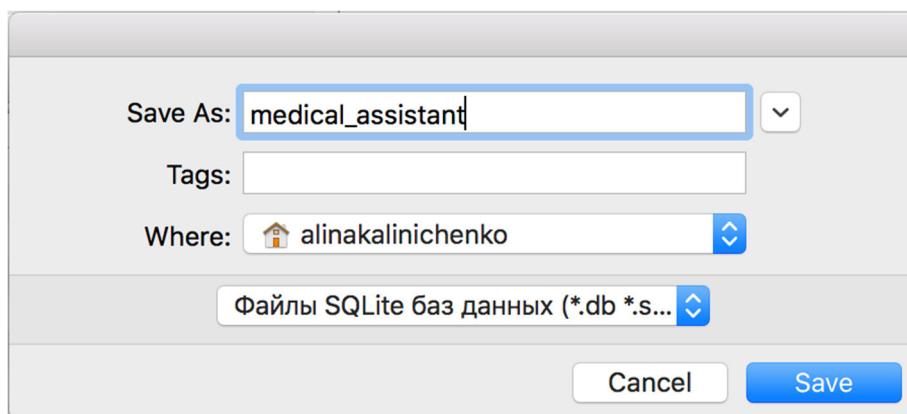 Save As: medical_assistant
Tags:
Where: alinakalinichenko
Файлы SQLite баз данных (*.db *.s...
Cancel Save